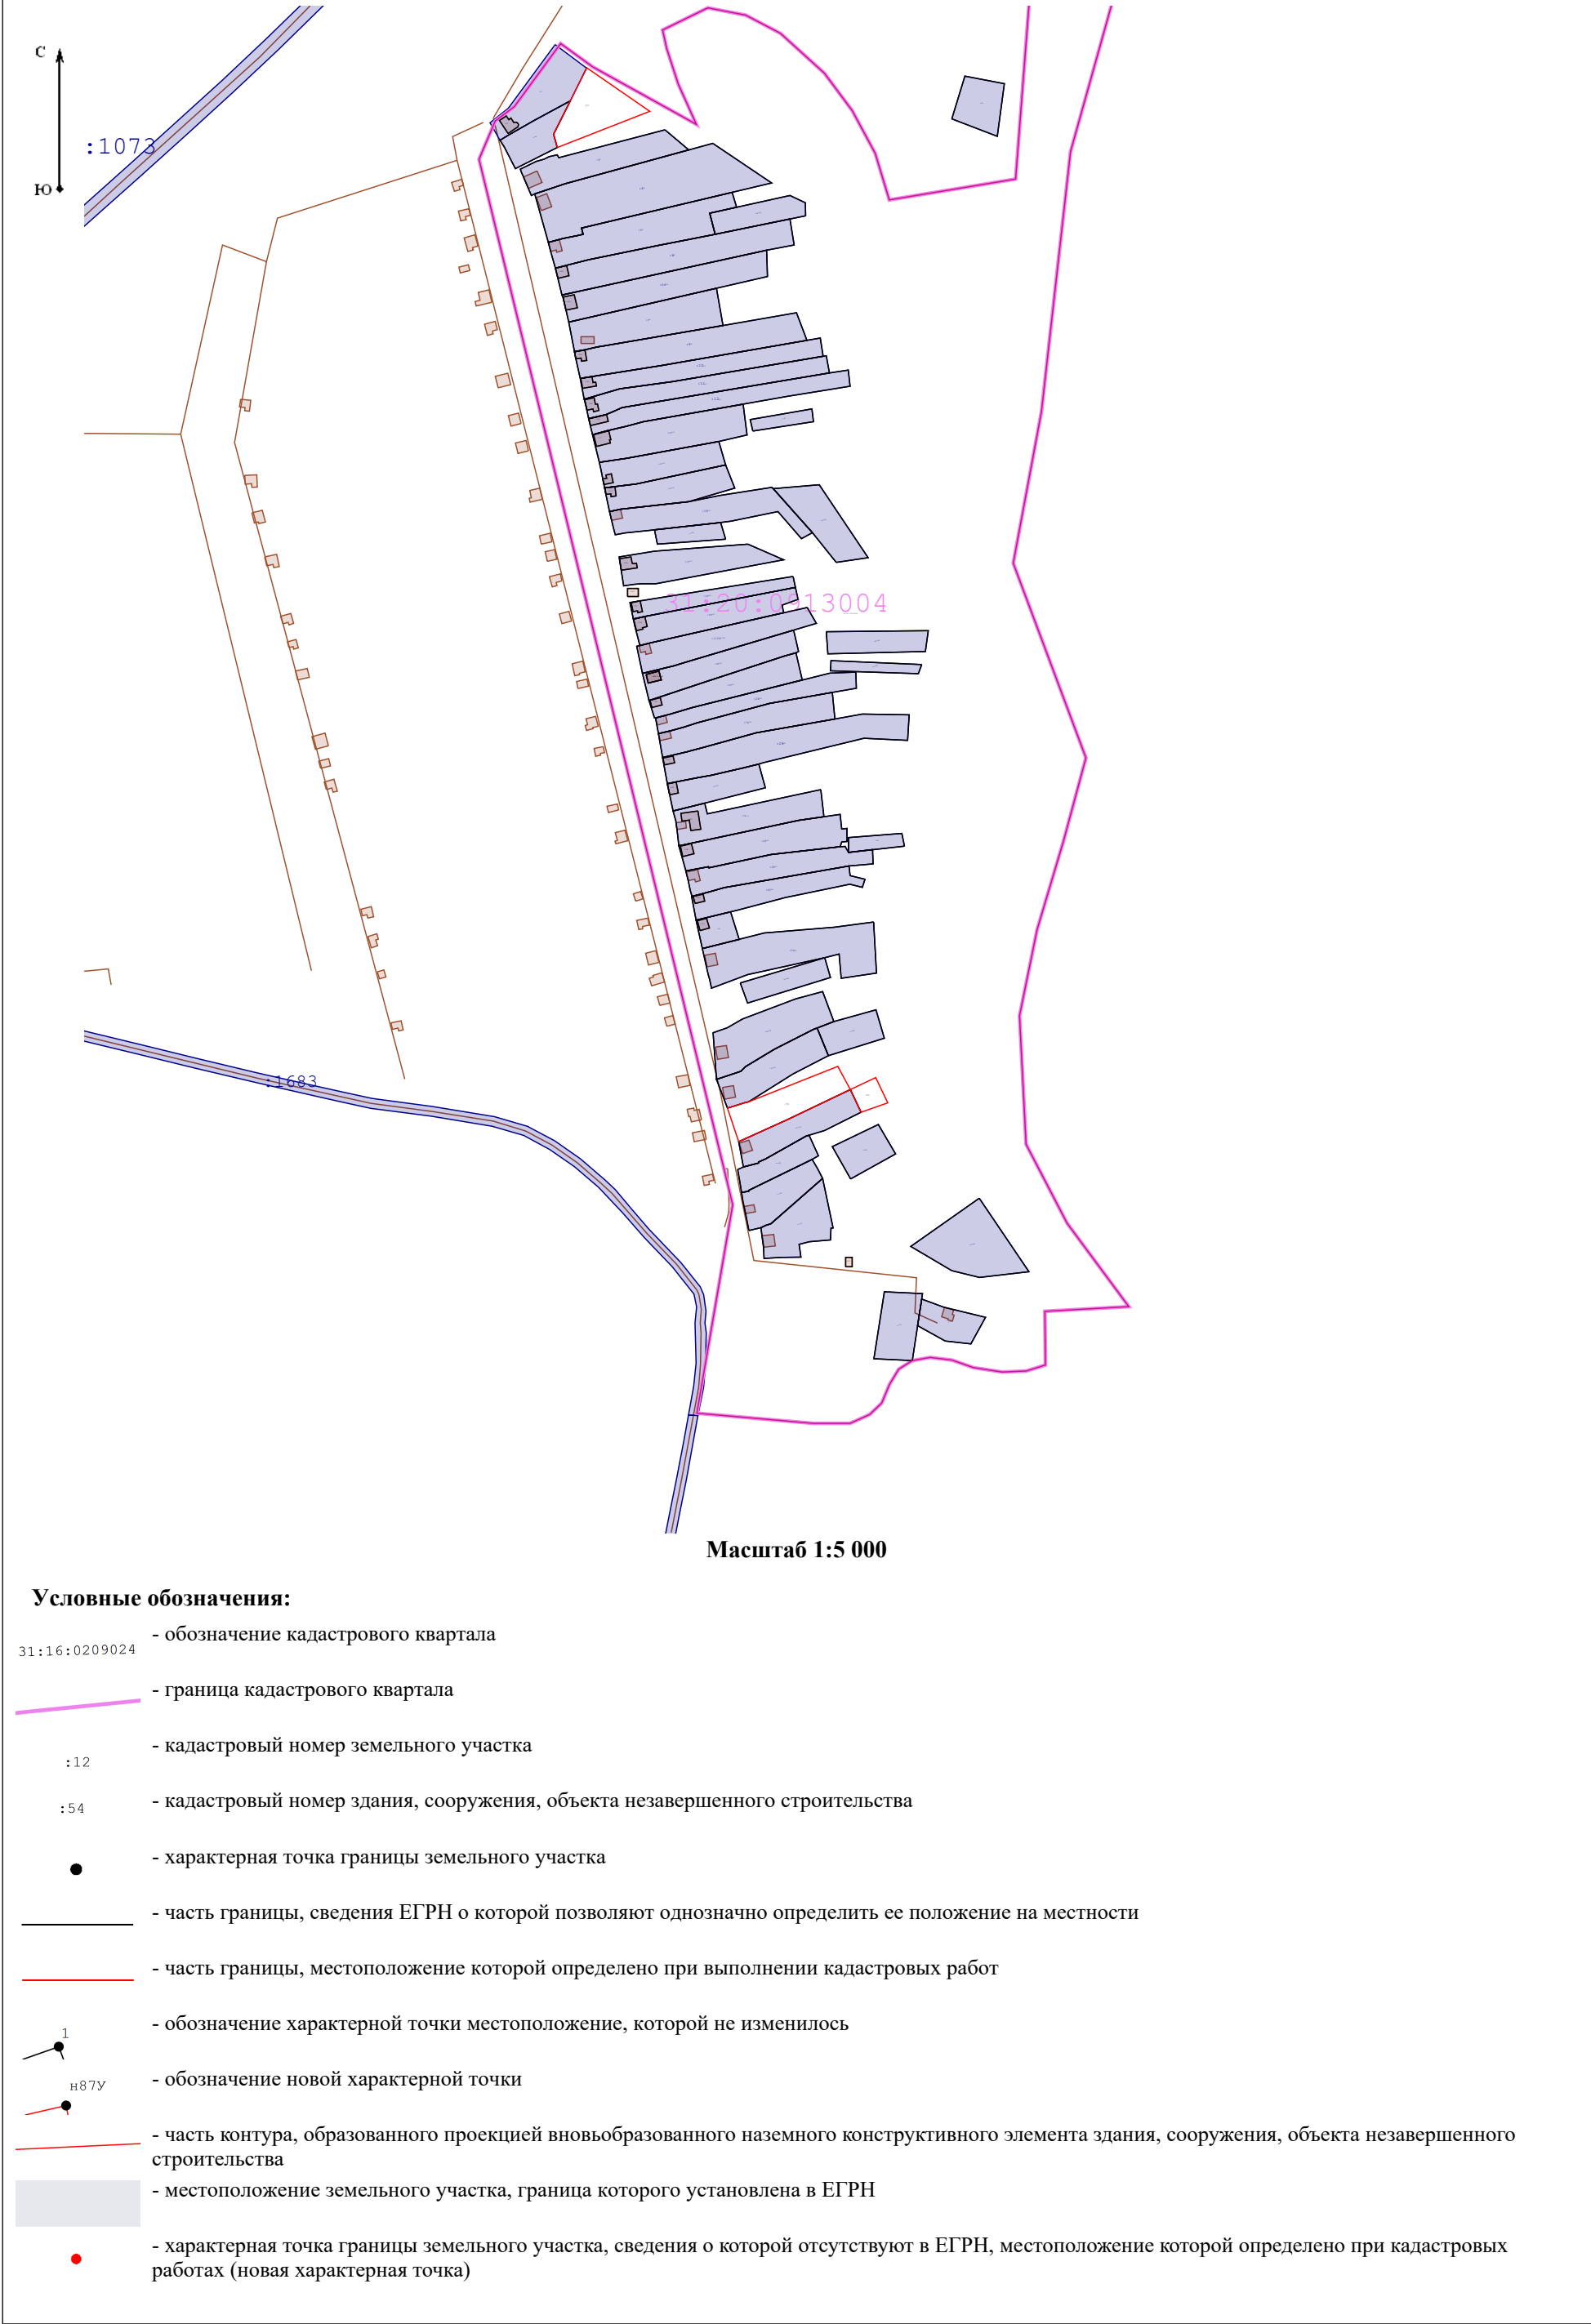 С
:1073
Ю
31:20:0913004
:1683
Масштаб 1:5 000
Условные обозначения:
- обозначение кадастрового квартала
31:16:0209024
- граница кадастрового квартала
- кадастровый номер земельного участка
:12
- кадастровый номер здания, сооружения, объекта незавершенного строительства
:54
- характерная точка границы земельного участка
- часть границы, сведения ЕГРН о которой позволяют однозначно определить ее положение на местности
- часть границы, местоположение которой определено при выполнении кадастровых работ
- обозначение характерной точки местоположение, которой не изменилось
1
- обозначение новой характерной точки
н87У
- часть контура, образованного проекцией вновьобразованного наземного конструктивного элемента здания, сооружения, объекта незавершенного
строительства
- местоположение земельного участка, граница которого установлена в ЕГРН
- характерная точка границы земельного участка, сведения о которой отсутствуют в ЕГРН, местоположение которой определено при кадастровых
работах (новая характерная точка)